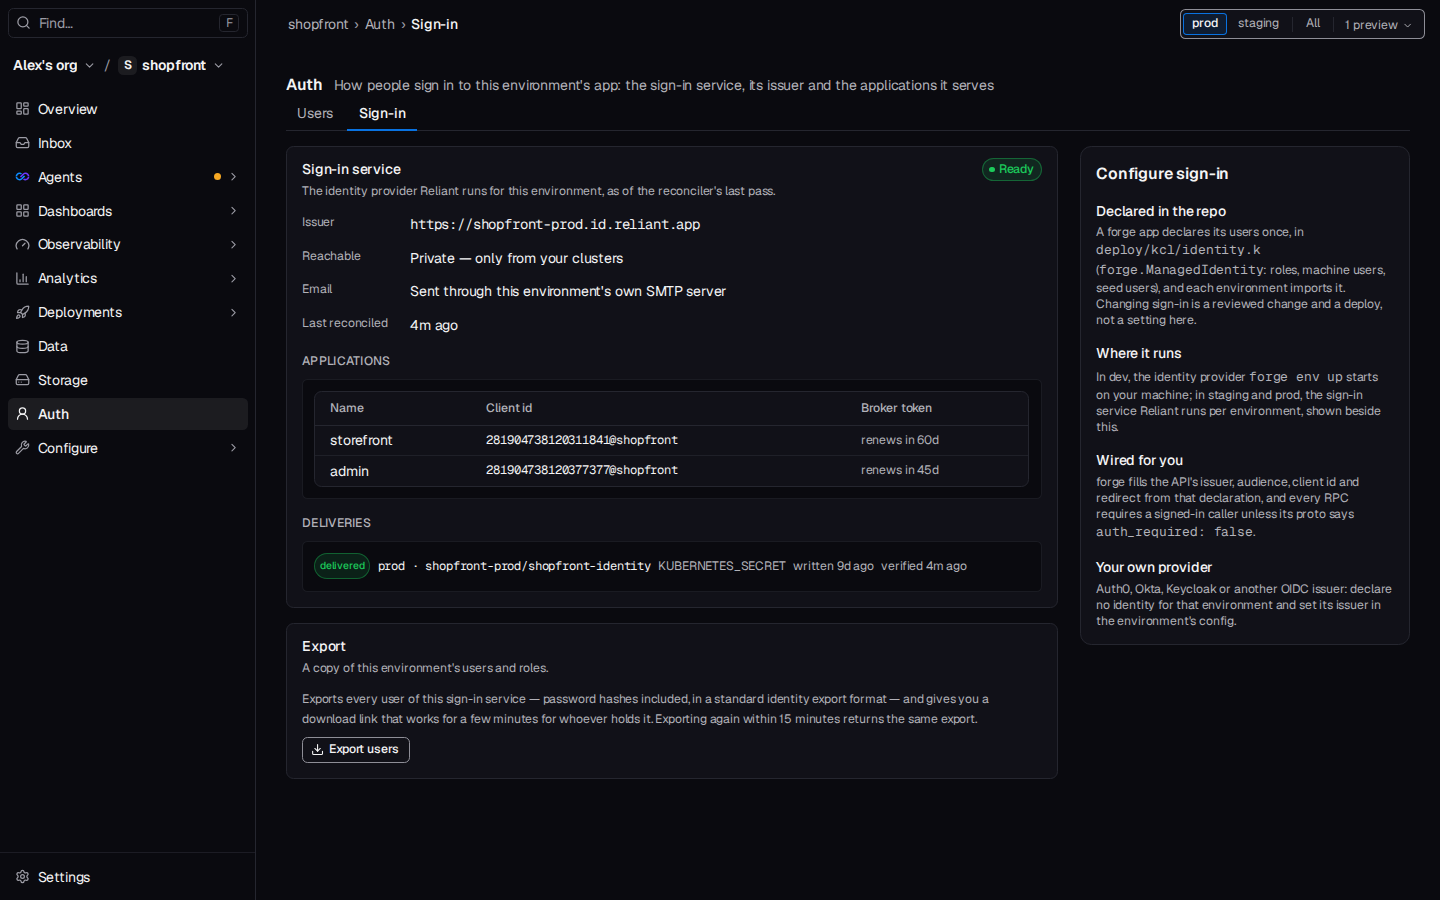 Find... F
Alex's org / S shopfront
Overview
Inbox
Agents
Dashboards
Observability
Analytics
Deployments
Data
Storage
Auth
Configure
Settings
shopfront › Auth › Sign-in
prod staging All 1 preview
Auth How people sign in to this environment's app: the sign-in service, its issuer and the applications it serves
Users Sign-in
Sign-in service Ready
The identity provider Reliant runs for this environment, as of the reconciler's last pass.
Issuer https://shopfront-prod.id.reliant.app
Reachable Private — only from your clusters
Email Sent through this environment's own SMTP server
Last reconciled 4m ago
APPLICATIONS
Name Client id Broker token
storefront 281904738120311841@shopfront renews in 60d
admin 281904738120377377@shopfront renews in 45d
DELIVERIES
delivered prod · shopfront-prod/shopfront-identity KUBERNETES_SECRET written 9d ago verified 4m ago
Export
A copy of this environment's users and roles.
Exports every user of this sign-in service — password hashes included, in a standard identity export format — and gives you a
download link that works for a few minutes for whoever holds it. Exporting again within 15 minutes returns the same export.
Export users
Configure sign-in
Declared in the repo
A forge app declares its users once, in
deploy/kcl/identity.k
(forge.ManagedIdentity: roles, machine users,
seed users), and each environment imports it.
Changing sign-in is a reviewed change and a deploy,
not a setting here.
Where it runs
In dev, the identity provider forge env up starts
on your machine; in staging and prod, the sign-in
service Reliant runs per environment, shown beside
this.
Wired for you
forge fills the API's issuer, audience, client id and
redirect from that declaration, and every RPC
requires a signed-in caller unless its proto says
auth_required: false.
Your own provider
Auth0, Okta, Keycloak or another OIDC issuer: declare
no identity for that environment and set its issuer in
the environment's config.